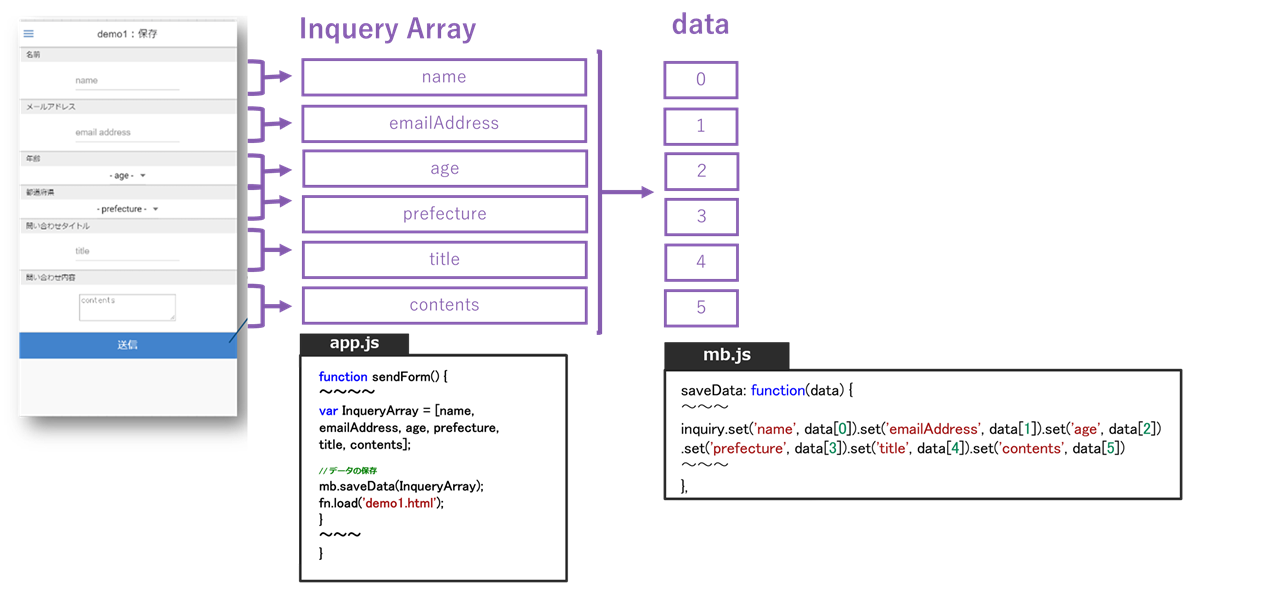 demo1：保存
名前
name
メールアドレス
email address
年齢
- age -
都道府県
- prefecture -
問い合わせタイトル
title
問い合わせ内容
contents
送信
Inquery Array
name
emailAddress
age
prefecture
title
contents
data
0
1
2
3
4
5
app.js
function sendForm() {
～～～～
var InqueryArray = [name,
emailAddress, age, prefecture,
title, contents];
// データの保存
mb.saveData(InqueryArray);
fn.load('demo1.html');
}
～～～
}
mb.js
saveData: function(data) {
～～～
inquiry.set('name', data[0]).set('emailAddress', data[1]).set('age', data[2])
.set('prefecture', data[3]).set('title', data[4]).set('contents', data[5])
～～～
},